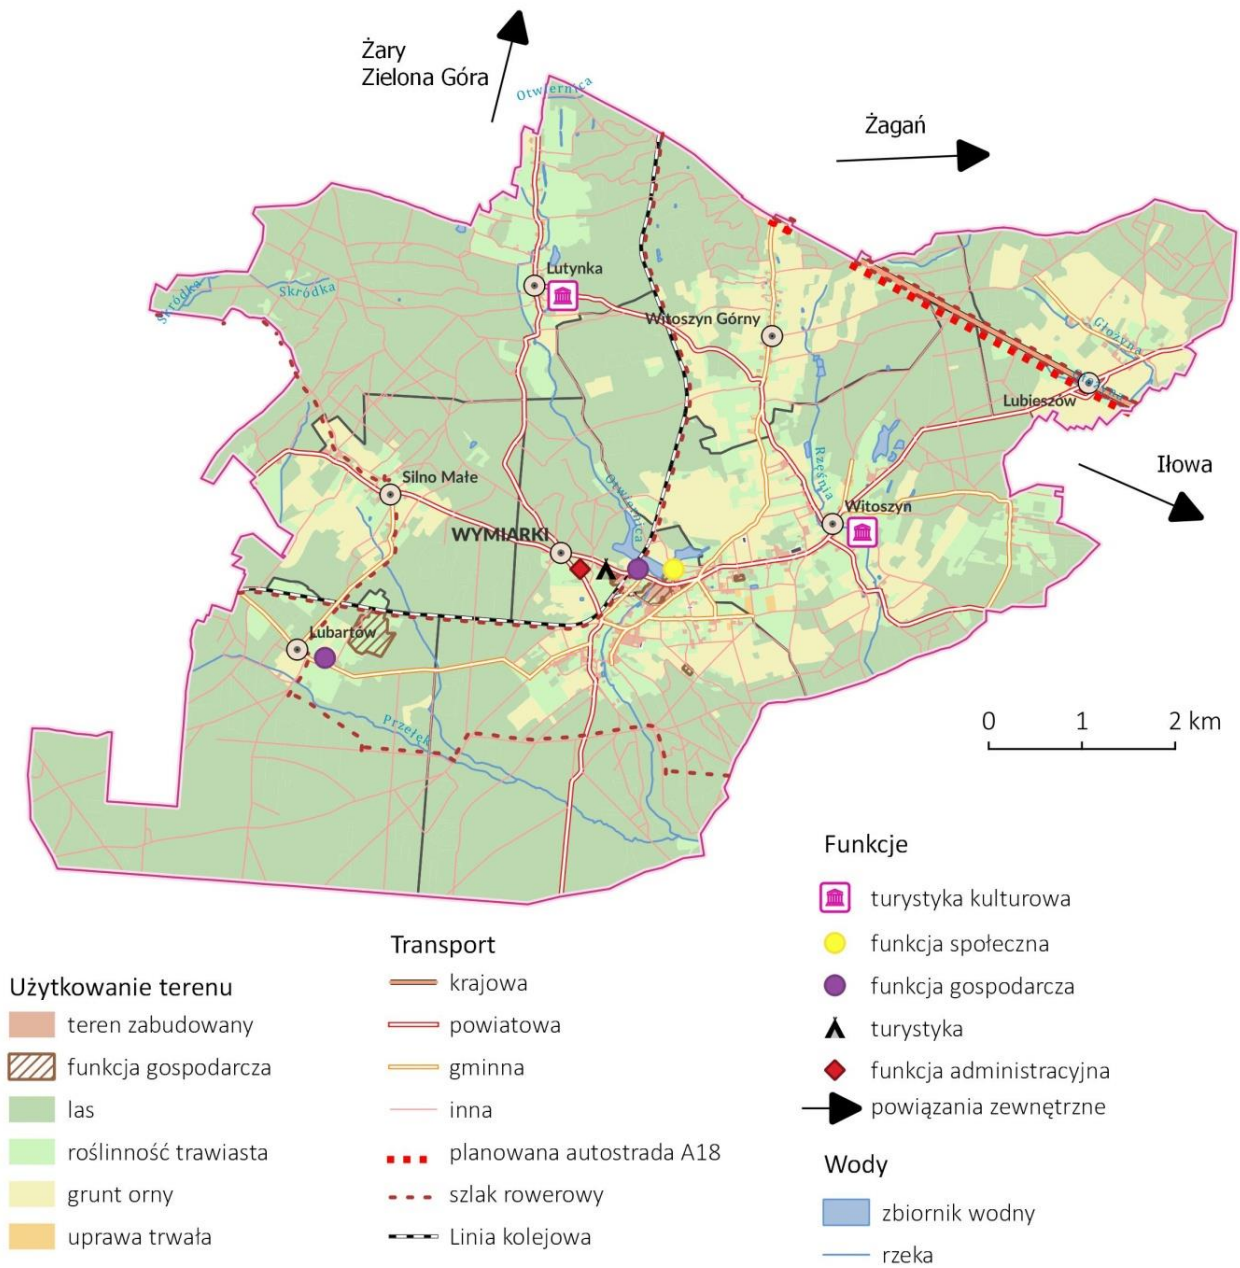 Żary
Zielona Góra
Otwiernica
Żagań
Lutynka
Skródka
Skródka
Witoszyn Górny
Głożyna
Lubieszów
Iłowa
Silno Małe
Rześnia
Otwiernica
Witoszyn
WYMIARKI
Lubartów
Przełęk
0 1 2 km
Funkcje
turystyka kulturowa
funkcja społeczna
funkcja gospodarcza
turystyka
funkcja administracyjna
powiązania zewnętrzne
Wody
zbiornik wodny
rzeka
Transport
krajowa
powiatowa
gminna
inna
planowana autostrada A18
szlak rowerowy
Linia kolejowa
Użytkowanie terenu
teren zabudowany
funkcja gospodarcza
las
roślinność trawiasta
grunt orny
uprawa trwała